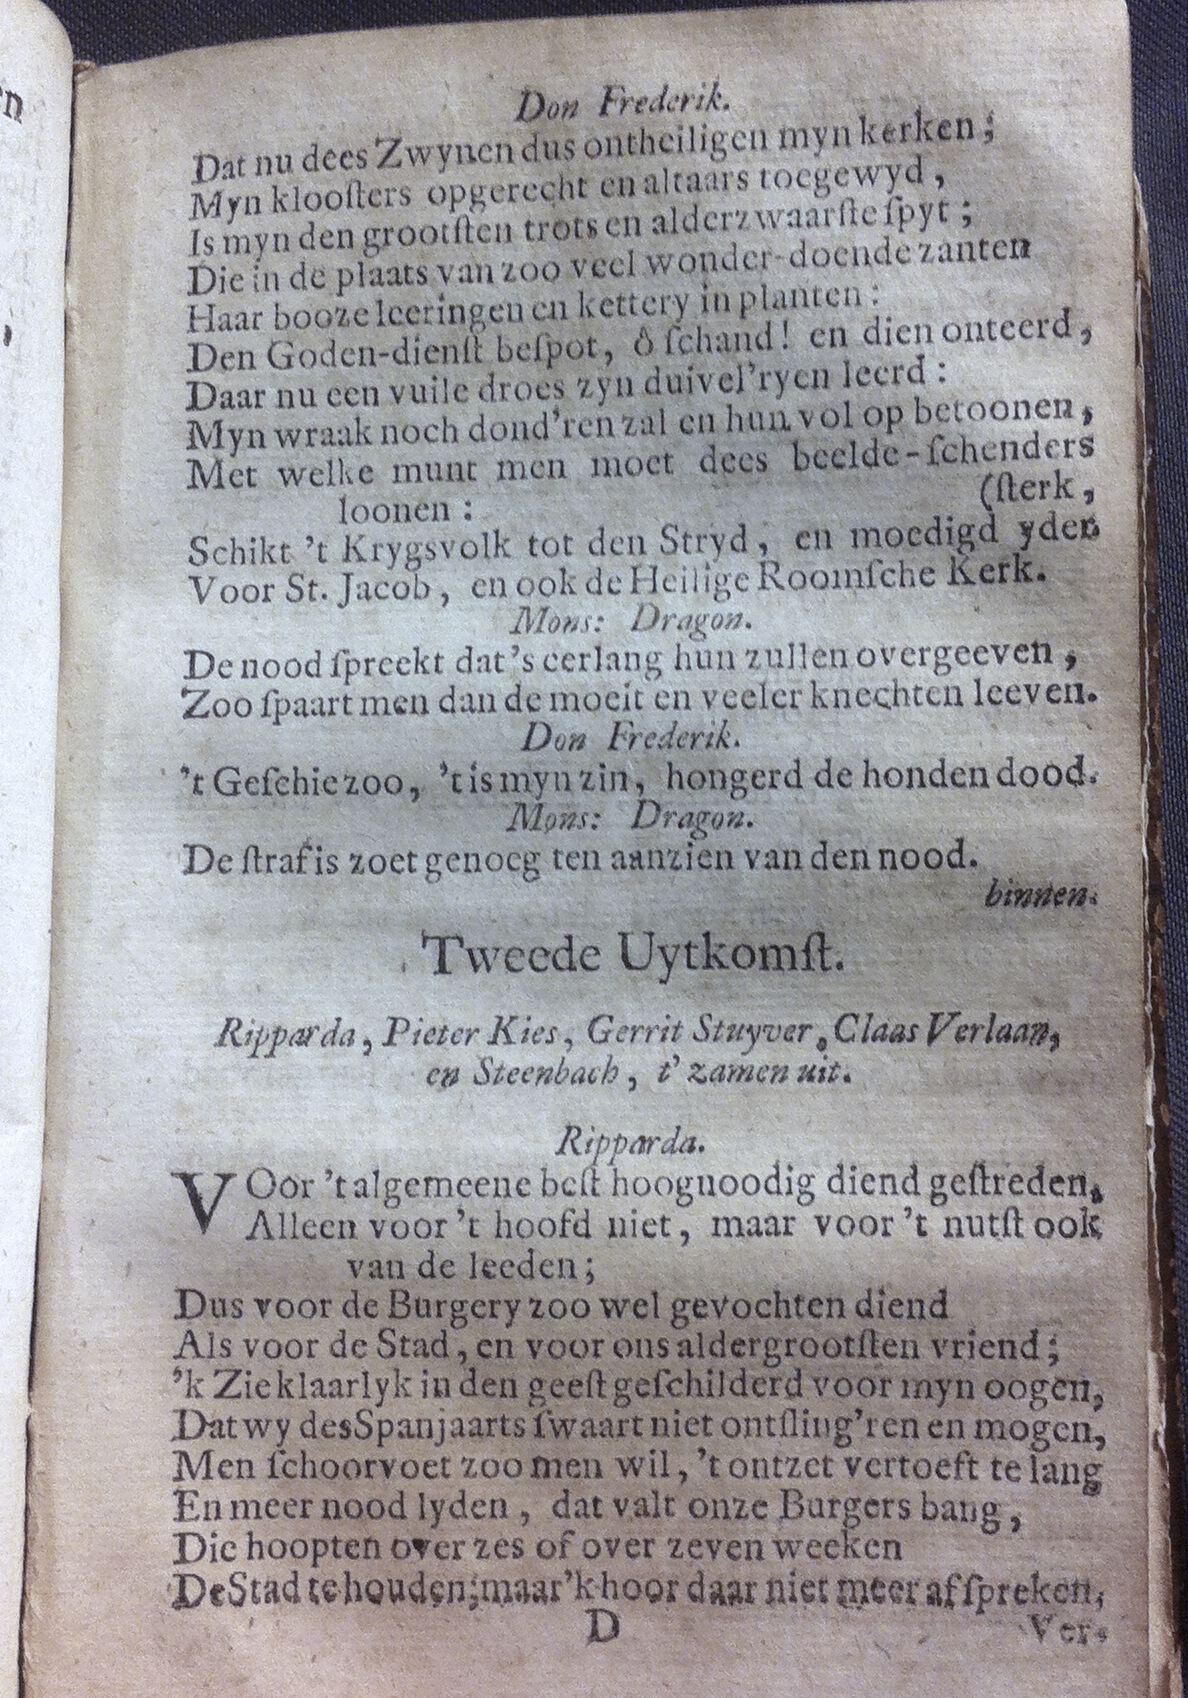 Don Frederik.
Dat nu dees Zwynen dus ontheiligen myn kerken;
Myn klooſters opgerecht en altaars toegewyd,
Is myn den grootſten trots en alderzwaarſte ſpyt;
Die in de plaats van zoo veel wonder-doende zanten
Haar booze leeringen en kettery in planten:
Den Goden-dienſt beſpot, ô ſchand! en dien onteerd,
Daar nu een vuile droes zyn duivel'ryen leerd:
Myn wraak noch dond'ren zal en hun vol op betoonen,
Met welke munt men moet dees beelde-ſchenders
loonen: (ſterk,
Schikt 't Krygsvolk tot den Stryd, en moedigd yder
Voor St. Jacob, en ook de Heilige Roomſche Kerk.
Mons: Dragon.
De nood ſpreekt dat's eerlang hun zullen overgeeven,
Zoo ſpaart men dan de moeit en veeler knechten leeven.
Don Frederik.
't Geſchie zoo, 't is myn zin, hongerd de honden dood.
Mons: Dragon.
De ſtraf is zoet genoeg ten aanzien van den nood.
binnen.
Tweede Uytkomſt.
Ripparda, Pieter Kies, Gerrit Stuyver, Claas Verlaan,
en Steenbach, t' zamen uit.
Ripparda.
VOor 't algemeene beſt hoognoodig diend geſtreden,
Alleen voor 't hoofd niet, maar voor 't nutſt ook
van de leeden;
Dus voor de Burgery zoo wel gevochten diend
Als voor de Stad, en voor ons aldergrootſten vriend;
'k Zie klaarlyk in den geeſt geſchilderd voor myn oogen,
Dat wy des Spanjaarts ſwaart niet ontſling'ren en mogen,
Men ſchoorvoet zoo men wil, 't ontzet vertoeft te lang
En meer nood lyden, dat valt onze Burgers bang,
Die hoopten over zes of over zeven weeken
De Stad te houden; maar 'k hoor daar niet meer af ſpreken,
D Ver-